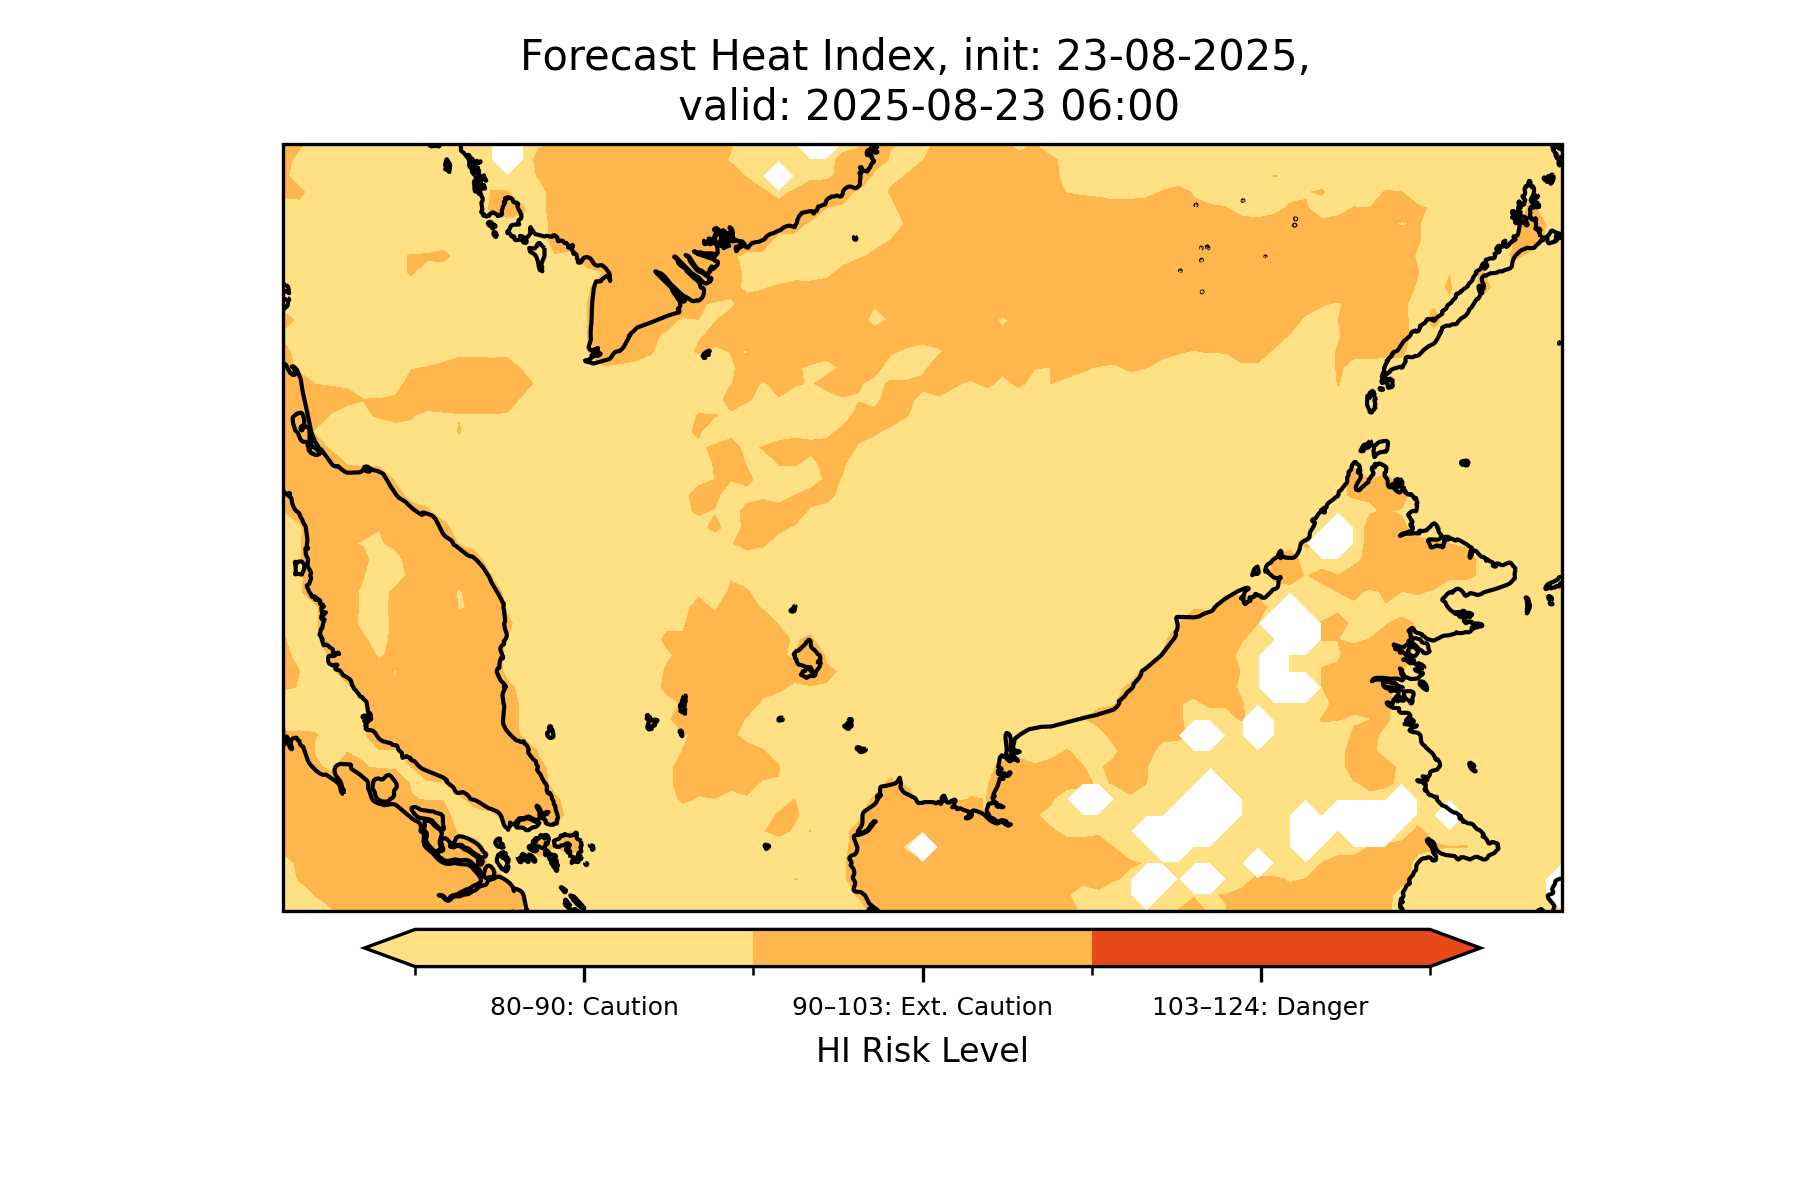 Forecast Heat Index, init: 23-08-2025,
valid: 2025-08-23 06:00
80–90: Caution
90–103: Ext. Caution
103–124: Danger
HI Risk Level